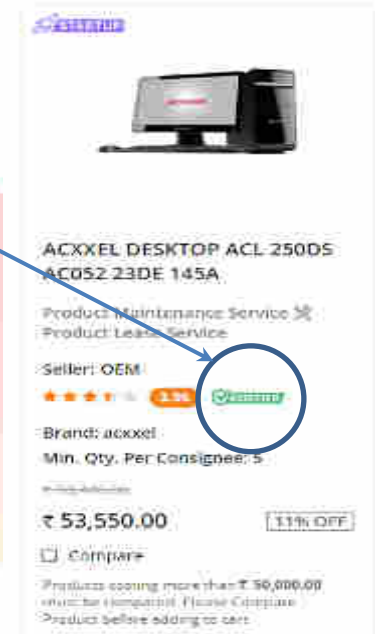 STARTUP
ACXXEL DESKTOP ACL 250DS
AC052 23DE 145A
Product Maintenance Service
Product Lease Service
Seller: OEM
Brand: acxxel
Min. Qty. Per Consignee: 5
₹ 53,550.00
11% OFF
Compare
Products costing more than ₹ 50,000.00
must be compared. Please Compare
Product before adding to cart